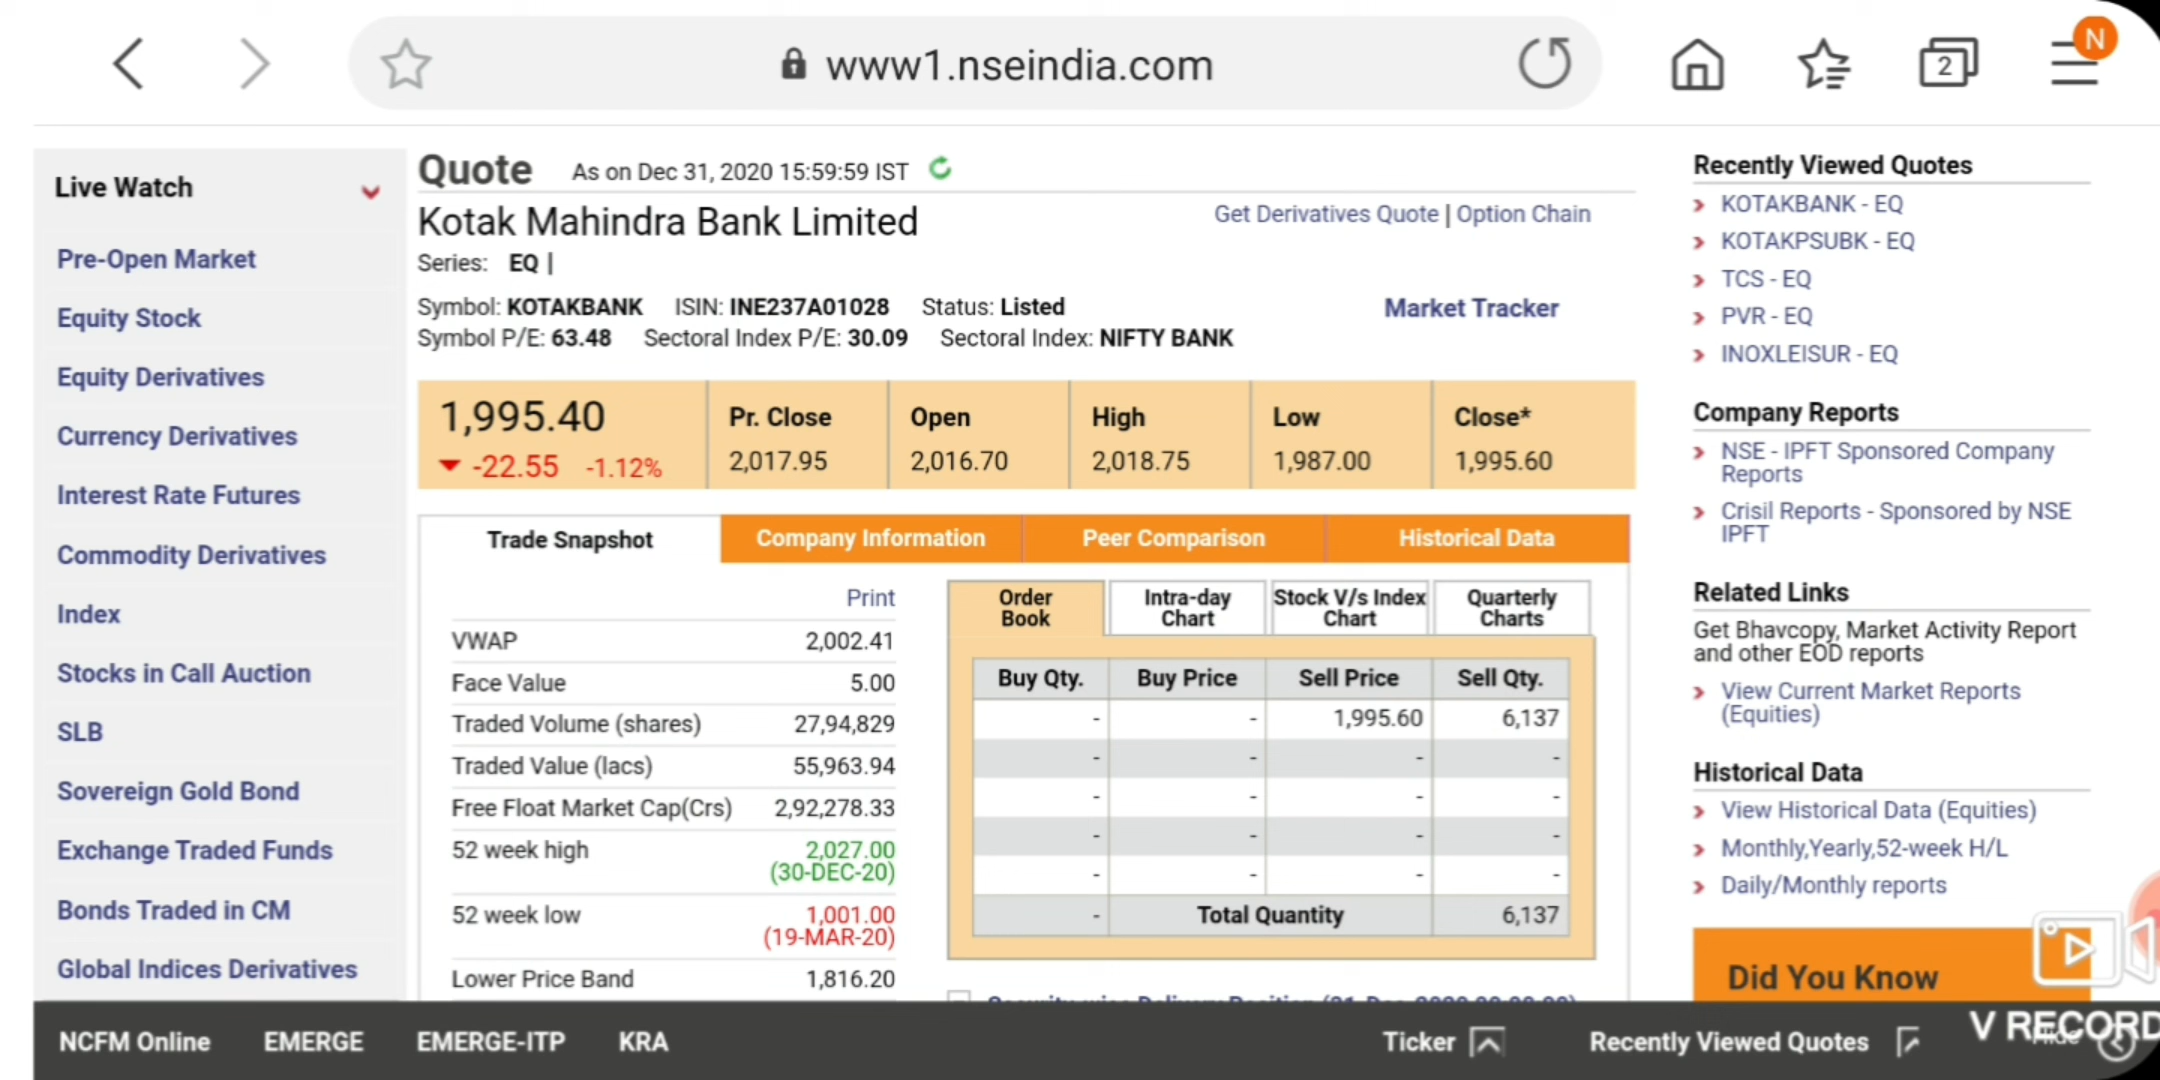 www1.nseindia.com
2
N
Live Watch
Pre-Open Market
Equity Stock
Equity Derivatives
Currency Derivatives
Interest Rate Futures
Commodity Derivatives
Index
Stocks in Call Auction
SLB
Sovereign Gold Bond
Exchange Traded Funds
Bonds Traded in CM
Global Indices Derivatives
Quote As on Dec 31, 2020 15:59:59 IST
Kotak Mahindra Bank Limited
Get Derivatives Quote | Option Chain
Series: EQ |
Symbol: KOTAKBANK ISIN: INE237A01028 Status: Listed
Market Tracker
Symbol P/E: 63.48 Sectoral Index P/E: 30.09 Sectoral Index: NIFTY BANK
1,995.40 Pr. Close Open High Low Close*
-22.55 -1.12% 2,017.95 2,016.70 2,018.75 1,987.00 1,995.60
Trade Snapshot Company Information Peer Comparison Historical Data
Print
VWAP 2,002.41
Face Value 5.00
Traded Volume (shares) 27,94,829
Traded Value (lacs) 55,963.94
Free Float Market Cap(Crs) 2,92,278.33
52 week high 2,027.00
(30-DEC-20)
52 week low 1,001.00
(19-MAR-20)
Lower Price Band 1,816.20
Order Book
Intra-day Chart
Stock V/s Index Chart
Quarterly Charts
Buy Qty. Buy Price Sell Price Sell Qty.
- - 1,995.60 6,137
- - - -
- - - -
- - - -
- - - -
- Total Quantity 6,137
Recently Viewed Quotes
KOTAKBANK - EQ
KOTAKPSUBK - EQ
TCS - EQ
PVR - EQ
INOXLEISUR - EQ
Company Reports
NSE - IPFT Sponsored Company
Reports
Crisil Reports - Sponsored by NSE
IPFT
Related Links
Get Bhavcopy, Market Activity Report
and other EOD reports
View Current Market Reports
(Equities)
Historical Data
View Historical Data (Equities)
Monthly,Yearly,52-week H/L
Daily/Monthly reports
Did You Know
NCFM Online EMERGE EMERGE-ITP KRA Ticker Recently Viewed Quotes Hide
V RECORD